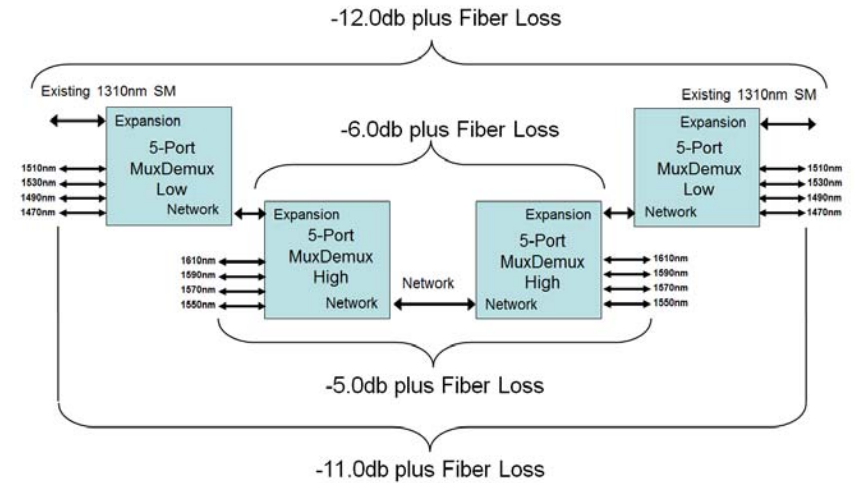 -12.0db plus Fiber Loss
Existing 1310nm SM
Existing 1310nm SM
Expansion
5-Port
MuxDemux
Low
Network
-6.0db plus Fiber Loss
Expansion
5-Port
MuxDemux
Low
Network
1510nm
1530nm
1490nm
1470nm
1510nm
1530nm
1490nm
1470nm
Expansion
5-Port
MuxDemux
High
Network
Network
Expansion
5-Port
MuxDemux
High
Network
1610nm
1590nm
1570nm
1550nm
1610nm
1590nm
1570nm
1550nm
-5.0db plus Fiber Loss
-11.0db plus Fiber Loss